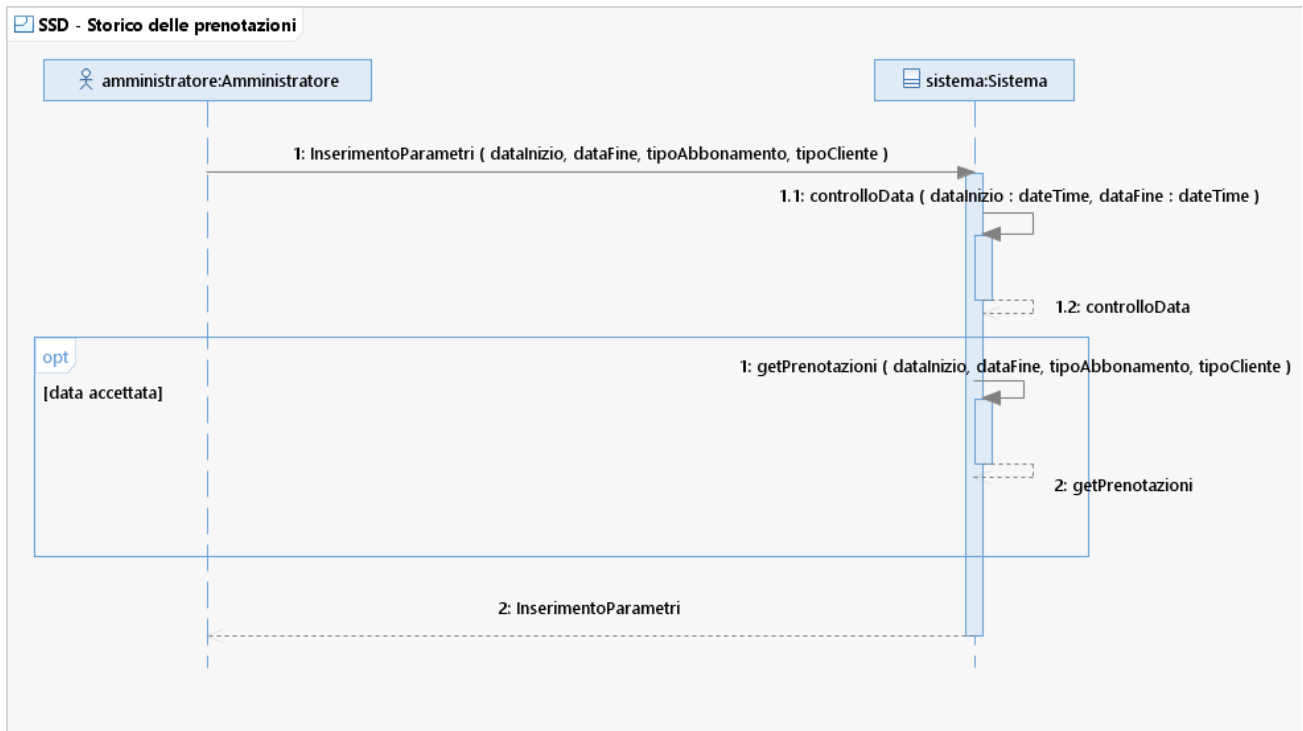 SSD - Storico delle prenotazioni
amministratore:Amministratore
sistema:Sistema
1: InserimentoParametri ( dataInizio, dataFine, tipoAbbonamento, tipoCliente )
1.1: controlloData ( dataInizio : dateTime, dataFine : dateTime )
1.2: controlloData
opt
1: getPrenotazioni ( dataInizio, dataFine, tipoAbbonamento, tipoCliente )
[data accettata]
2: getPrenotazioni
2: InserimentoParametri